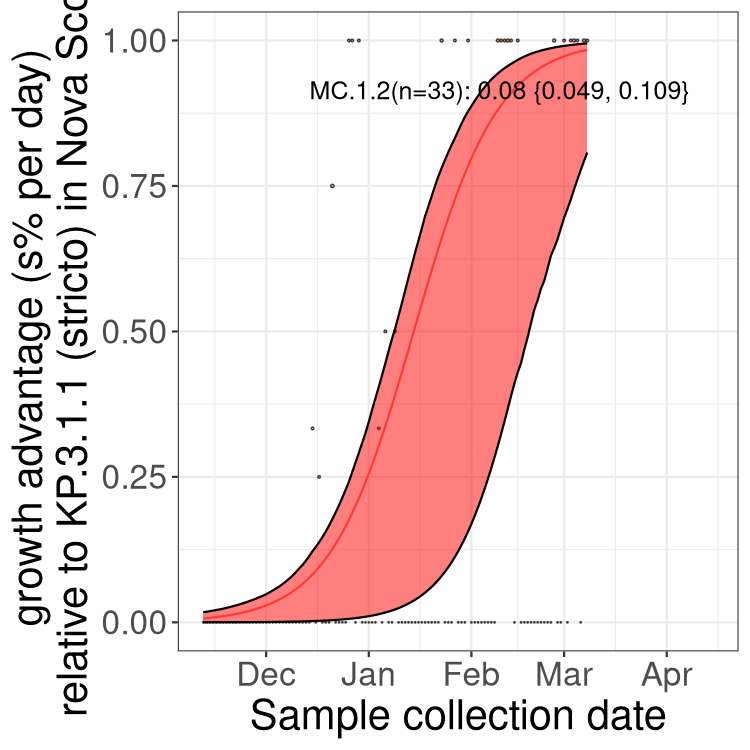 growth advantage (s% per day)
relative to KP.3.1.1 (stricto) in Nova
1.00
0.75
0.50
0.25
0.00
MC.1.2(n=33): 0.08 {0.049, 0.109}
Dec Jan Feb Mar Apr
Sample collection date